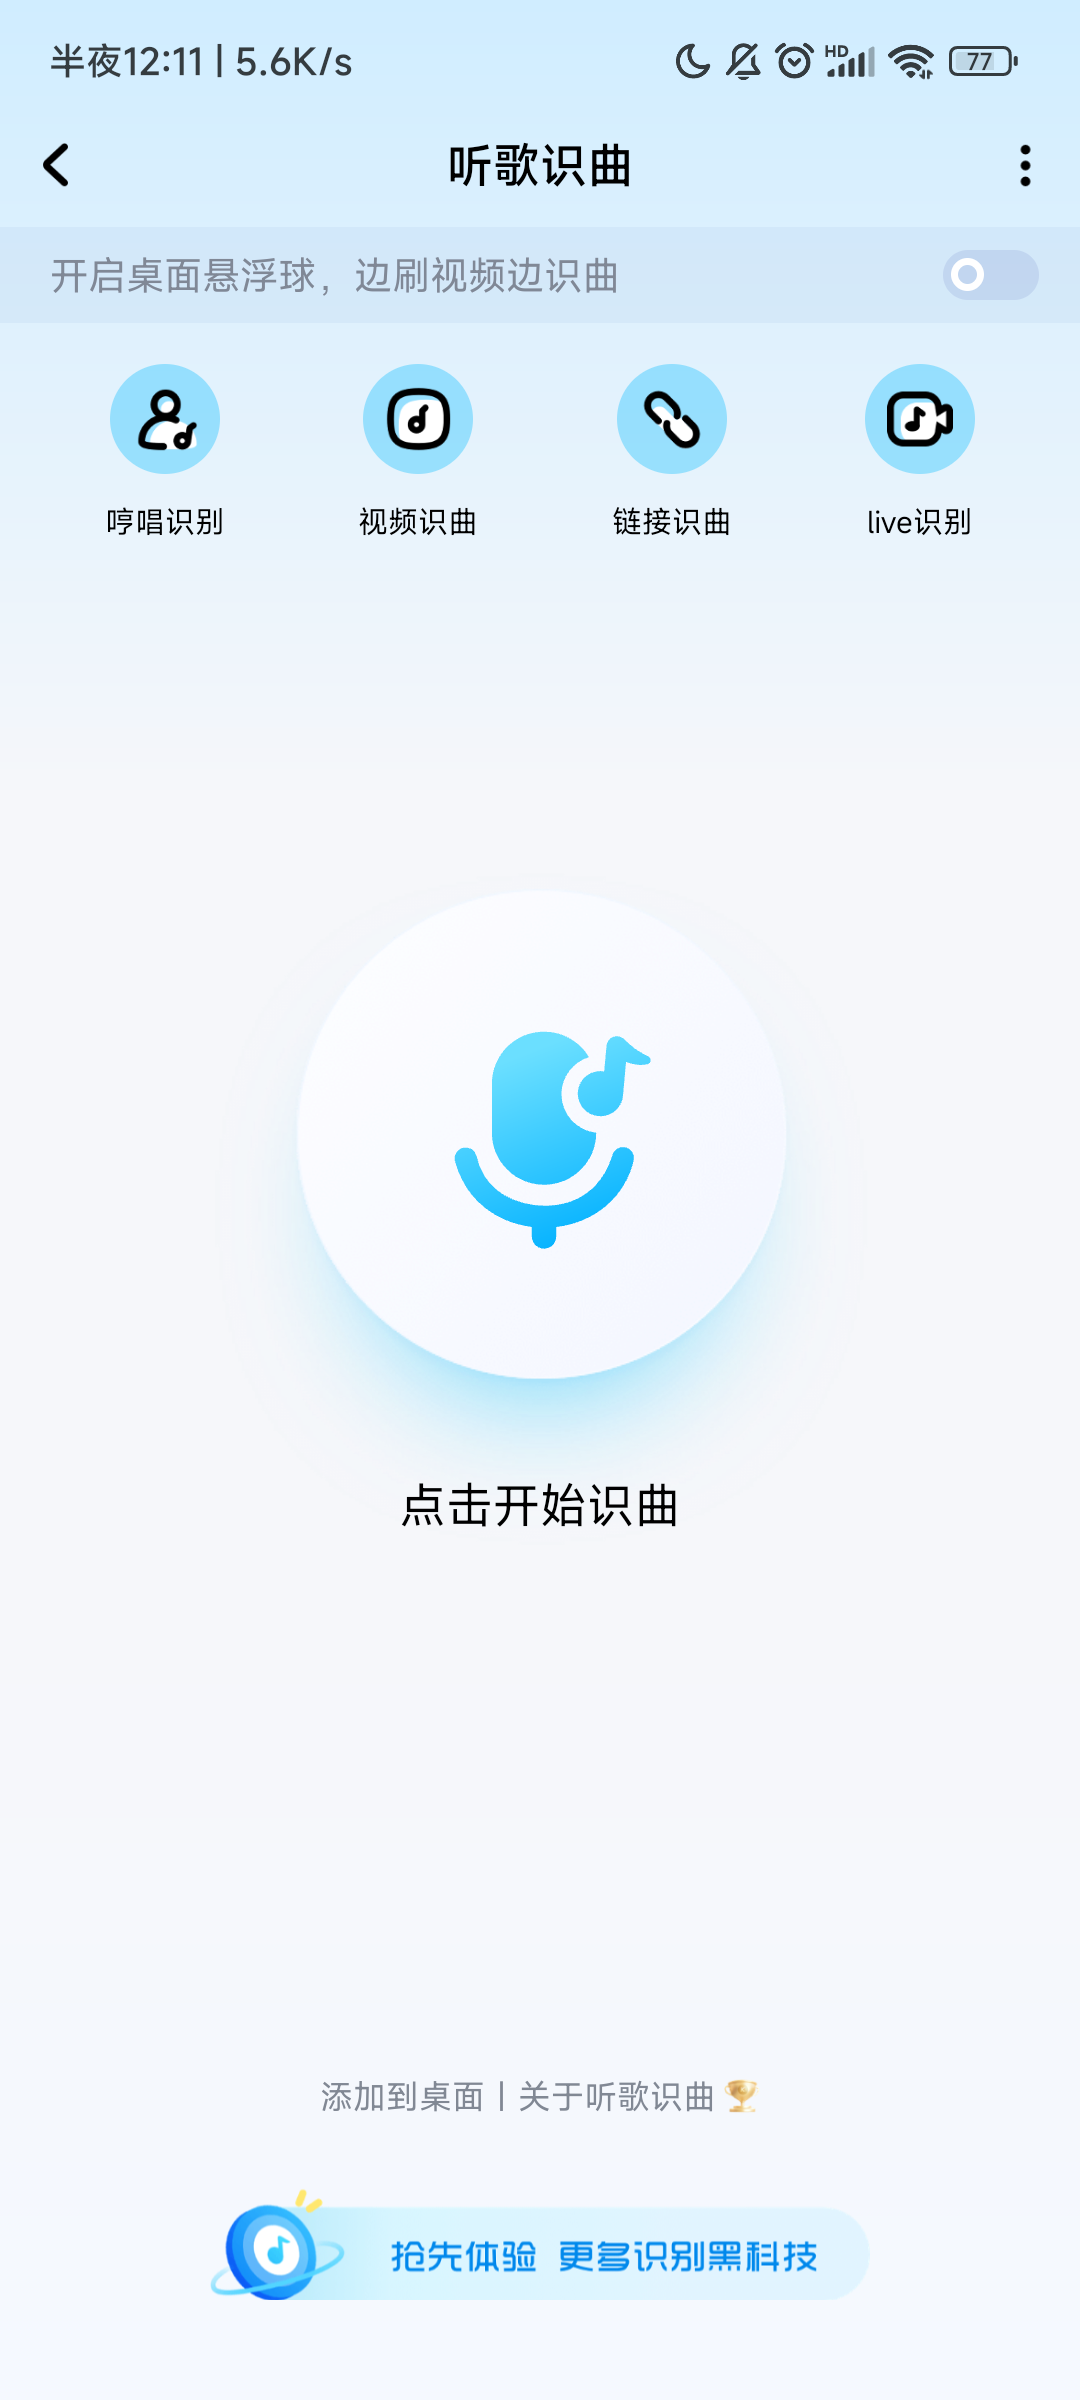 半夜12:11 | 5.6K/s HD 77
听歌识曲
开启桌面悬浮球，边刷视频边识曲
哼唱识别 视频识曲 链接识曲 live识别
点击开始识曲
添加到桌面 | 关于听歌识曲
抢先体验 更多识别黑科技